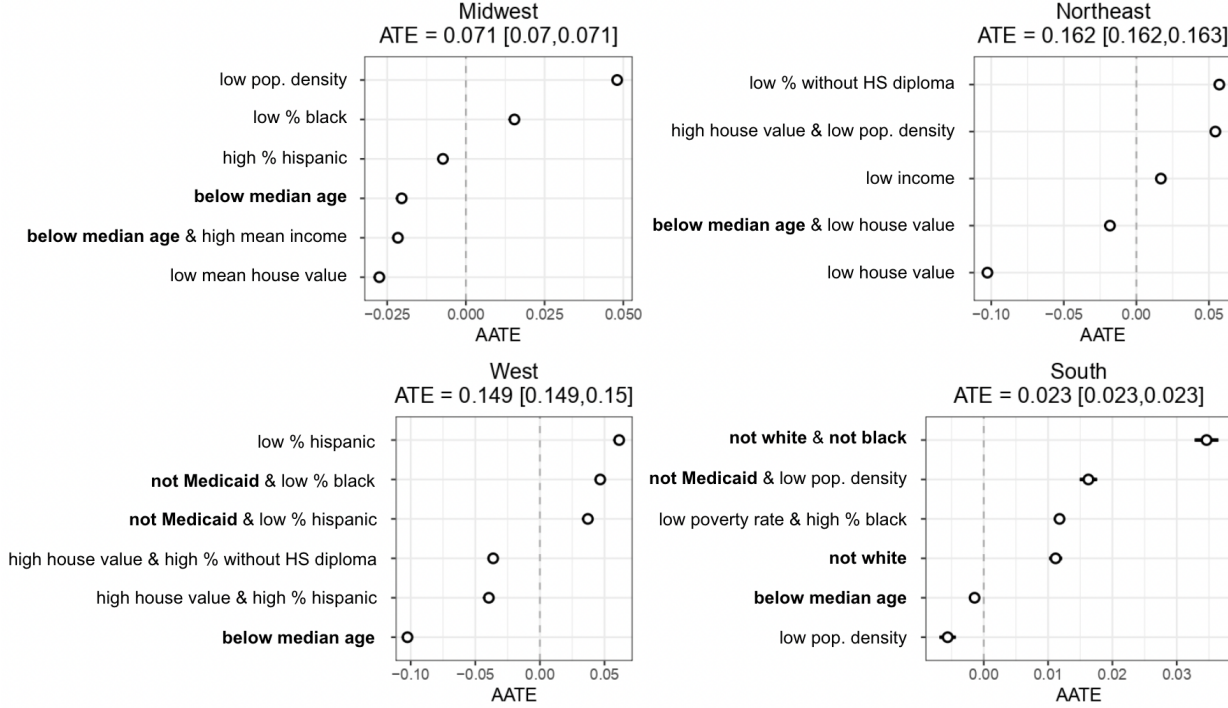 Midwest
ATE = 0.071 [0.07,0.071]
low pop. density
low % black
high % hispanic
below median age
below median age & high mean income
low mean house value
−0.025 0.000 0.025 0.050
AATE
Northeast
ATE = 0.162 [0.162,0.163]
low % without HS diploma
high house value & low pop. density
low income
below median age & low house value
low house value
−0.10 −0.05 0.00 0.05
AATE
West
ATE = 0.149 [0.149,0.15]
low % hispanic
not Medicaid & low % black
not Medicaid & low % hispanic
high house value & high % without HS diploma
high house value & high % hispanic
below median age
−0.10 −0.05 0.00 0.05
AATE
South
ATE = 0.023 [0.023,0.023]
not white & not black
not Medicaid & low pop. density
low poverty rate & high % black
not white
below median age
low pop. density
0.00 0.01 0.02 0.03
AATE